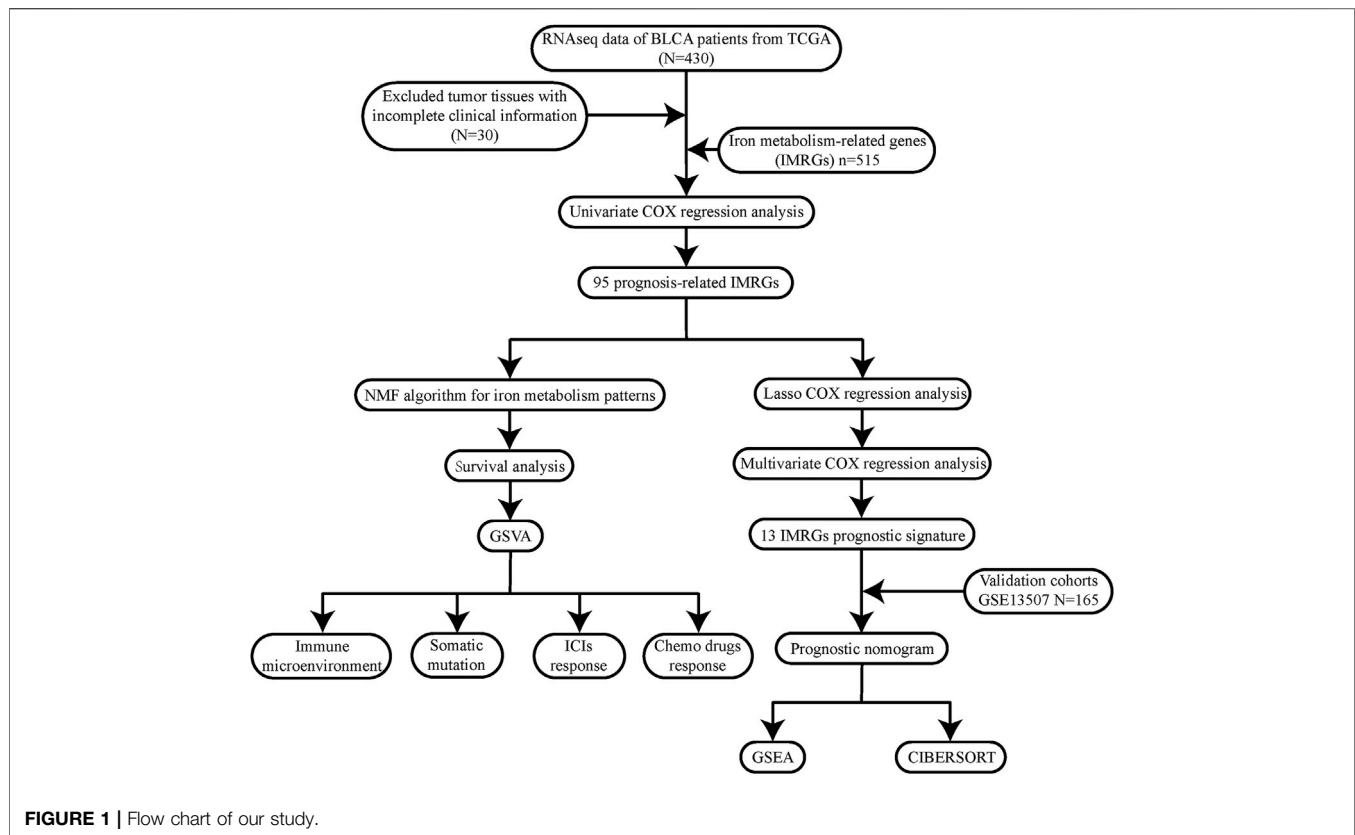 RNAseq data of BLCA patients from TCGA
(N=430)
Excluded tumor tissues with
incomplete clinical information
(N=30)
Iron metabolism-related genes
(IMRGs) n=515
Univariate COX regression analysis
95 prognosis-related IMRGs
NMF algorithm for iron metabolism patterns
Survival analysis
GSVA
Immune
microenvironment
Somatic
mutation
ICIs
response
Chemo drugs
response
Lasso COX regression analysis
Multivariate COX regression analysis
13 IMRGs prognostic signature
Validation cohorts
GSE13507 N=165
Prognostic nomogram
GSEA
CIBERSORT
FIGURE 1 | Flow chart of our study.